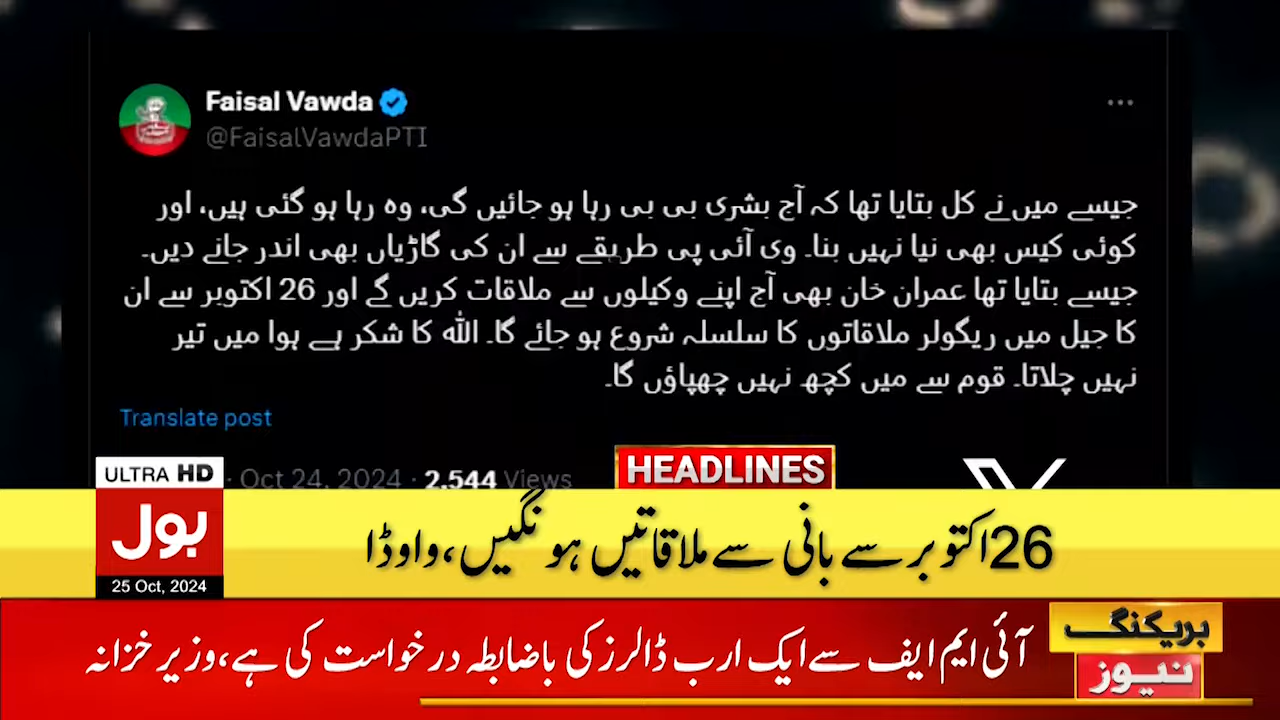 Faisal Vawda
@FaisalVawdaPTI
جیسے میں نے کل بتایا تھا کہ آج بشری بی بی رہا ہو جائیں گی، وہ رہا ہو گئی ہیں، اور
کوئی کیس بھی نیا نہیں بنا۔ وی آئی پی طریقے سے ان کی گاڑیاں بھی اندر جانے دیں۔
جیسے بتایا تھا عمران خان بھی آج اپنے وکیلوں سے ملاقات کریں گے اور 26 اکتوبر سے ان
کا جیل میں ریگولر ملاقاتوں کا سلسلہ شروع ہو جائے گا۔ اللہ کا شکر ہے ہوا میں تیر
نہیں چلاتا۔ قوم سے میں کچھ نہیں چھپاؤں گا۔
Translate post
· Oct 24, 2024 · 2,544 Views
ULTRA HD
HEADLINES
بول
25 Oct, 2024
26اکتوبر سے بانی سے ملاقاتیں ہونگیں، واوڈا
بریکنگ
نیوز
آئی ایم ایف سے ایک ارب ڈالرز کی باضابطہ درخواست کی ہے، وزیر خزانہ